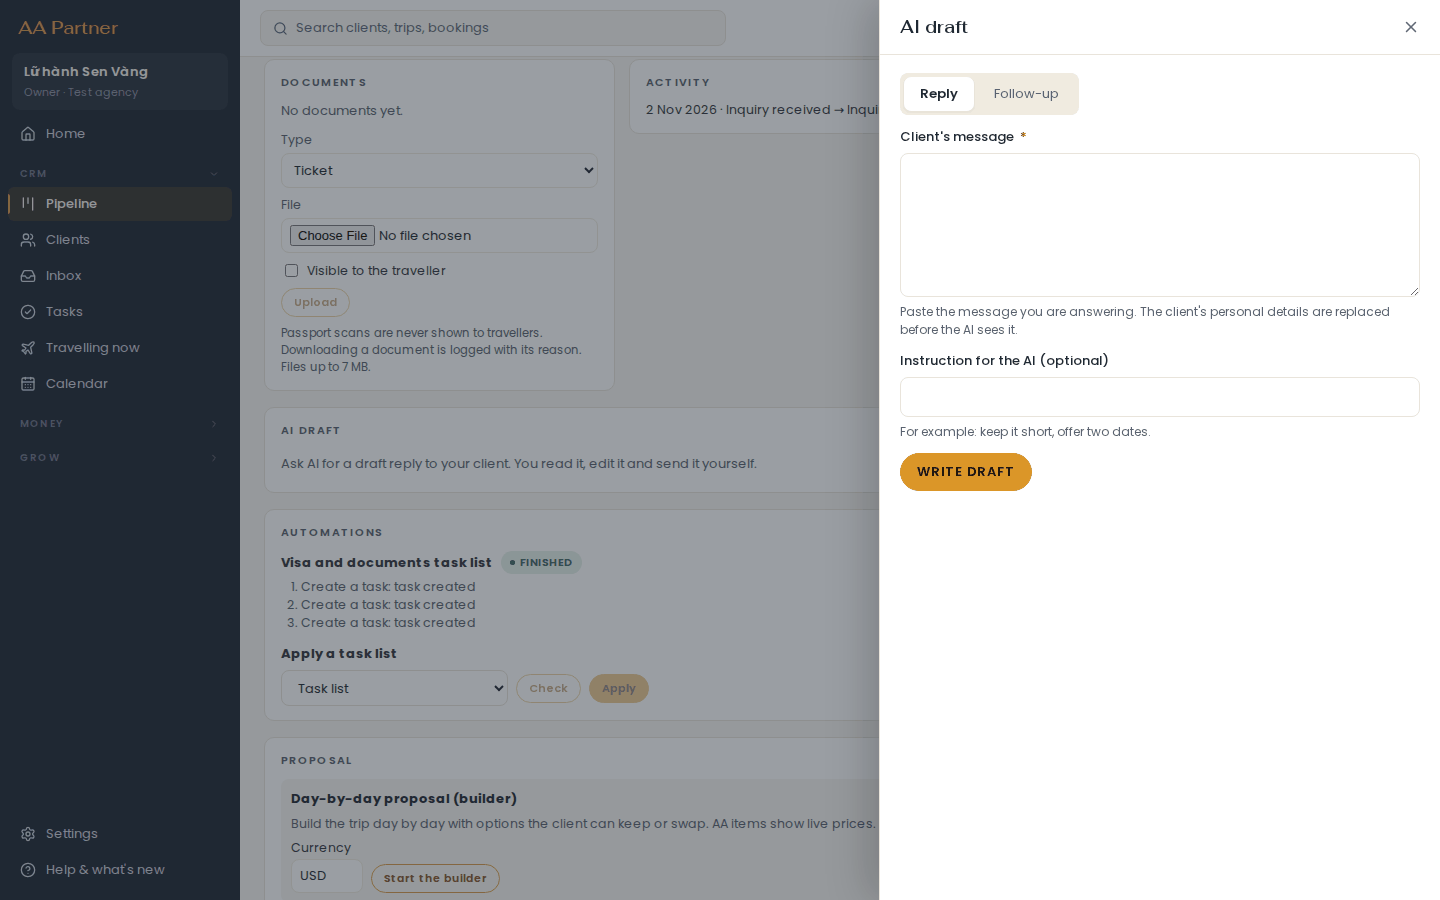 AA Partner
Lữ hành Sen Vàng
Owner · Test agency
Home
CRM
Pipeline
Clients
Inbox
Tasks
Travelling now
Calendar
MONEY
GROW
Settings
Help & what's new
Search clients, trips, bookings
DOCUMENTS
No documents yet.
Type
Ticket
File
Choose File No file chosen
Visible to the traveller
Upload
Passport scans are never shown to travellers.
Downloading a document is logged with its reason.
Files up to 7 MB.
ACTIVITY
2 Nov 2026 · Inquiry received → Inqui
AI DRAFT
Ask AI for a draft reply to your client. You read it, edit it and send it yourself.
AUTOMATIONS
Visa and documents task list FINISHED
1. Create a task: task created
2. Create a task: task created
3. Create a task: task created
Apply a task list
Task list Check Apply
PROPOSAL
Day-by-day proposal (builder)
Build the trip day by day with options the client can keep or swap. AA items show live prices.
Currency
USD Start the builder
AI draft
Reply Follow-up
Client's message *
Paste the message you are answering. The client's personal details are replaced
before the AI sees it.
Instruction for the AI (optional)
For example: keep it short, offer two dates.
WRITE DRAFT